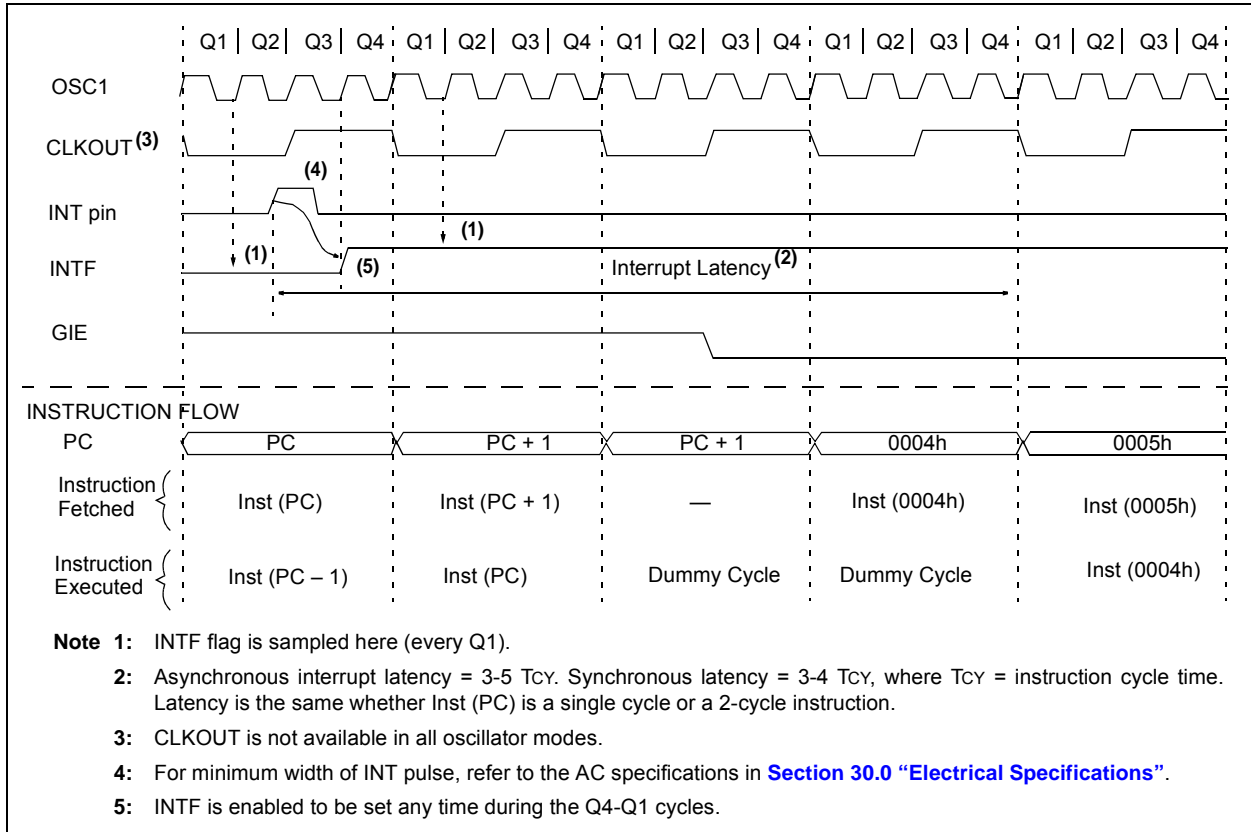 Q1 Q2 Q3 Q4 Q1 Q2 Q3 Q4 Q1 Q2 Q3 Q4 Q1 Q2 Q3 Q4 Q1 Q2 Q3 Q4
OSC1
CLKOUT (3)
(4)
INT pin
(1)
(1)
INTF
(5)
Interrupt Latency (2)
GIE
INSTRUCTION FLOW
PC PC PC + 1 PC + 1 0004h 0005h
Instruction
Fetched
Inst (PC) Inst (PC + 1) — Inst (0004h) Inst (0005h)
Instruction
Executed
Inst (PC – 1) Inst (PC) Dummy Cycle Dummy Cycle Inst (0004h)
Note 1: INTF flag is sampled here (every Q1).
2: Asynchronous interrupt latency = 3-5 TCY. Synchronous latency = 3-4 TCY, where TCY = instruction cycle time.
Latency is the same whether Inst (PC) is a single cycle or a 2-cycle instruction.
3: CLKOUT is not available in all oscillator modes.
4: For minimum width of INT pulse, refer to the AC specifications in Section 30.0 “Electrical Specifications”.
5: INTF is enabled to be set any time during the Q4-Q1 cycles.